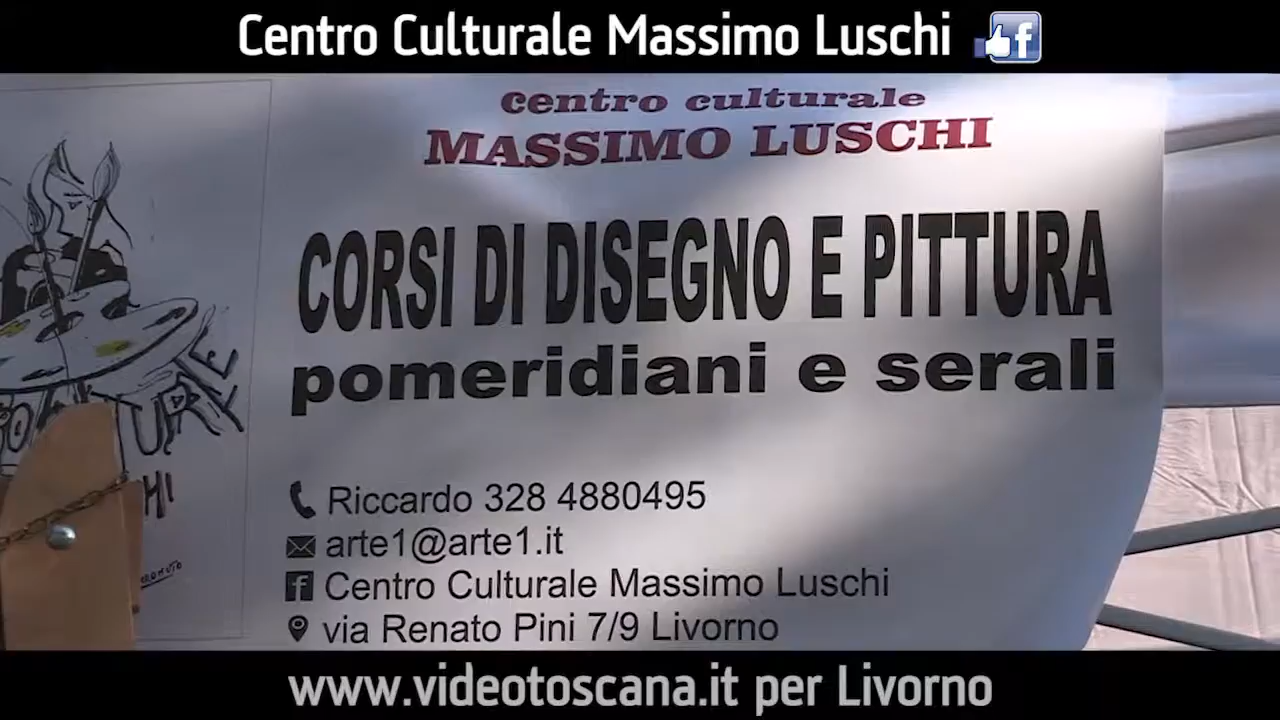 Centro Culturale Massimo Luschi
centro culturale
MASSIMO LUSCHI
CORSI DI DISEGNO E PITTURA
pomeridiani e serali
Riccardo 328 4880495
arte1@arte1.it
Centro Culturale Massimo Luschi
via Renato Pini 7/9 Livorno
www.videotoscana.it per Livorno